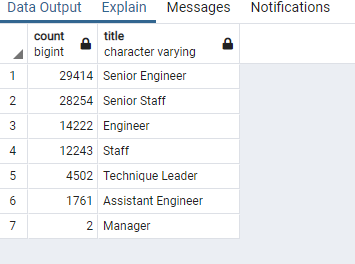 Data Output Explain Messages Notifications
count title
bigint character varying
1 29414 Senior Engineer
2 28254 Senior Staff
3 14222 Engineer
4 12243 Staff
5 4502 Technique Leader
6 1761 Assistant Engineer
7 2 Manager